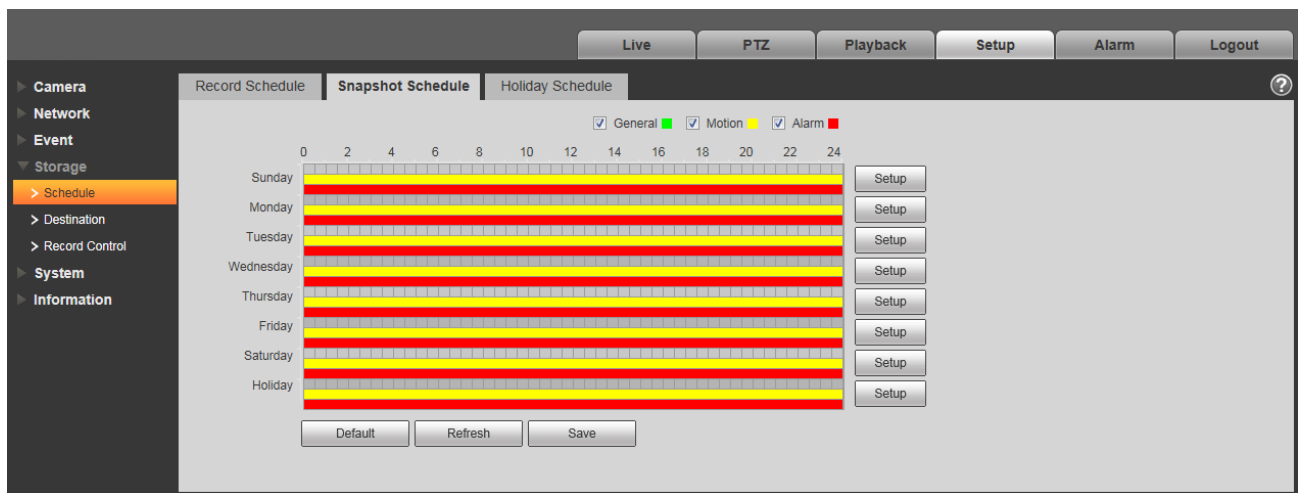 Live PTZ Playback Setup Alarm Logout
Camera
Network
Event
Storage
> Schedule
> Destination
> Record Control
System
Information
Record Schedule Snapshot Schedule Holiday Schedule ?
General Motion Alarm
0 2 4 6 8 10 12 14 16 18 20 22 24
Sunday Setup
Monday Setup
Tuesday Setup
Wednesday Setup
Thursday Setup
Friday Setup
Saturday Setup
Holiday Setup
Default Refresh Save